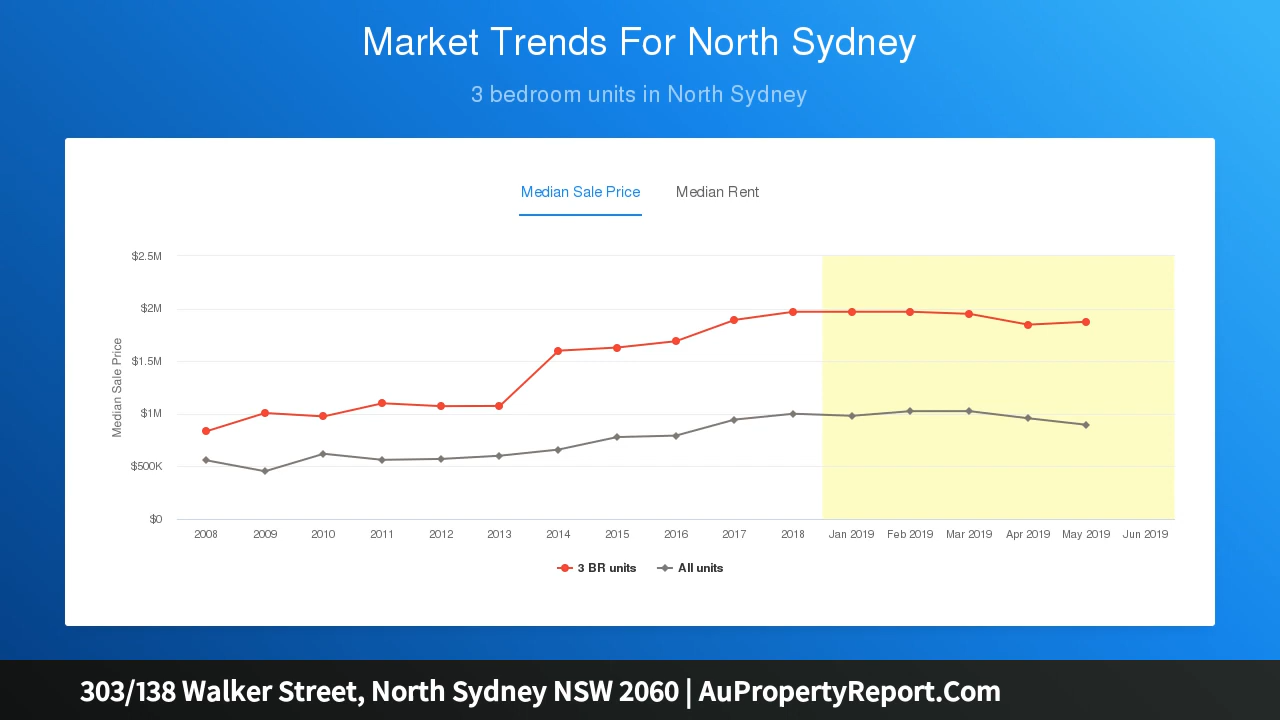 Market Trends For North Sydney
3 bedroom units in North Sydney
Median Sale Price Median Rent
Median Sale Price
$2.5M
$2M
$1.5M
$1M
$500K
$0
2008 2009 2010 2011 2012 2013 2014 2015 2016 2017 2018 Jan 2019 Feb 2019 Mar 2019 Apr 2019 May 2019 Jun 2019
3 BR units All units
303/138 Walker Street, North Sydney NSW 2060 | AuPropertyReport.Com